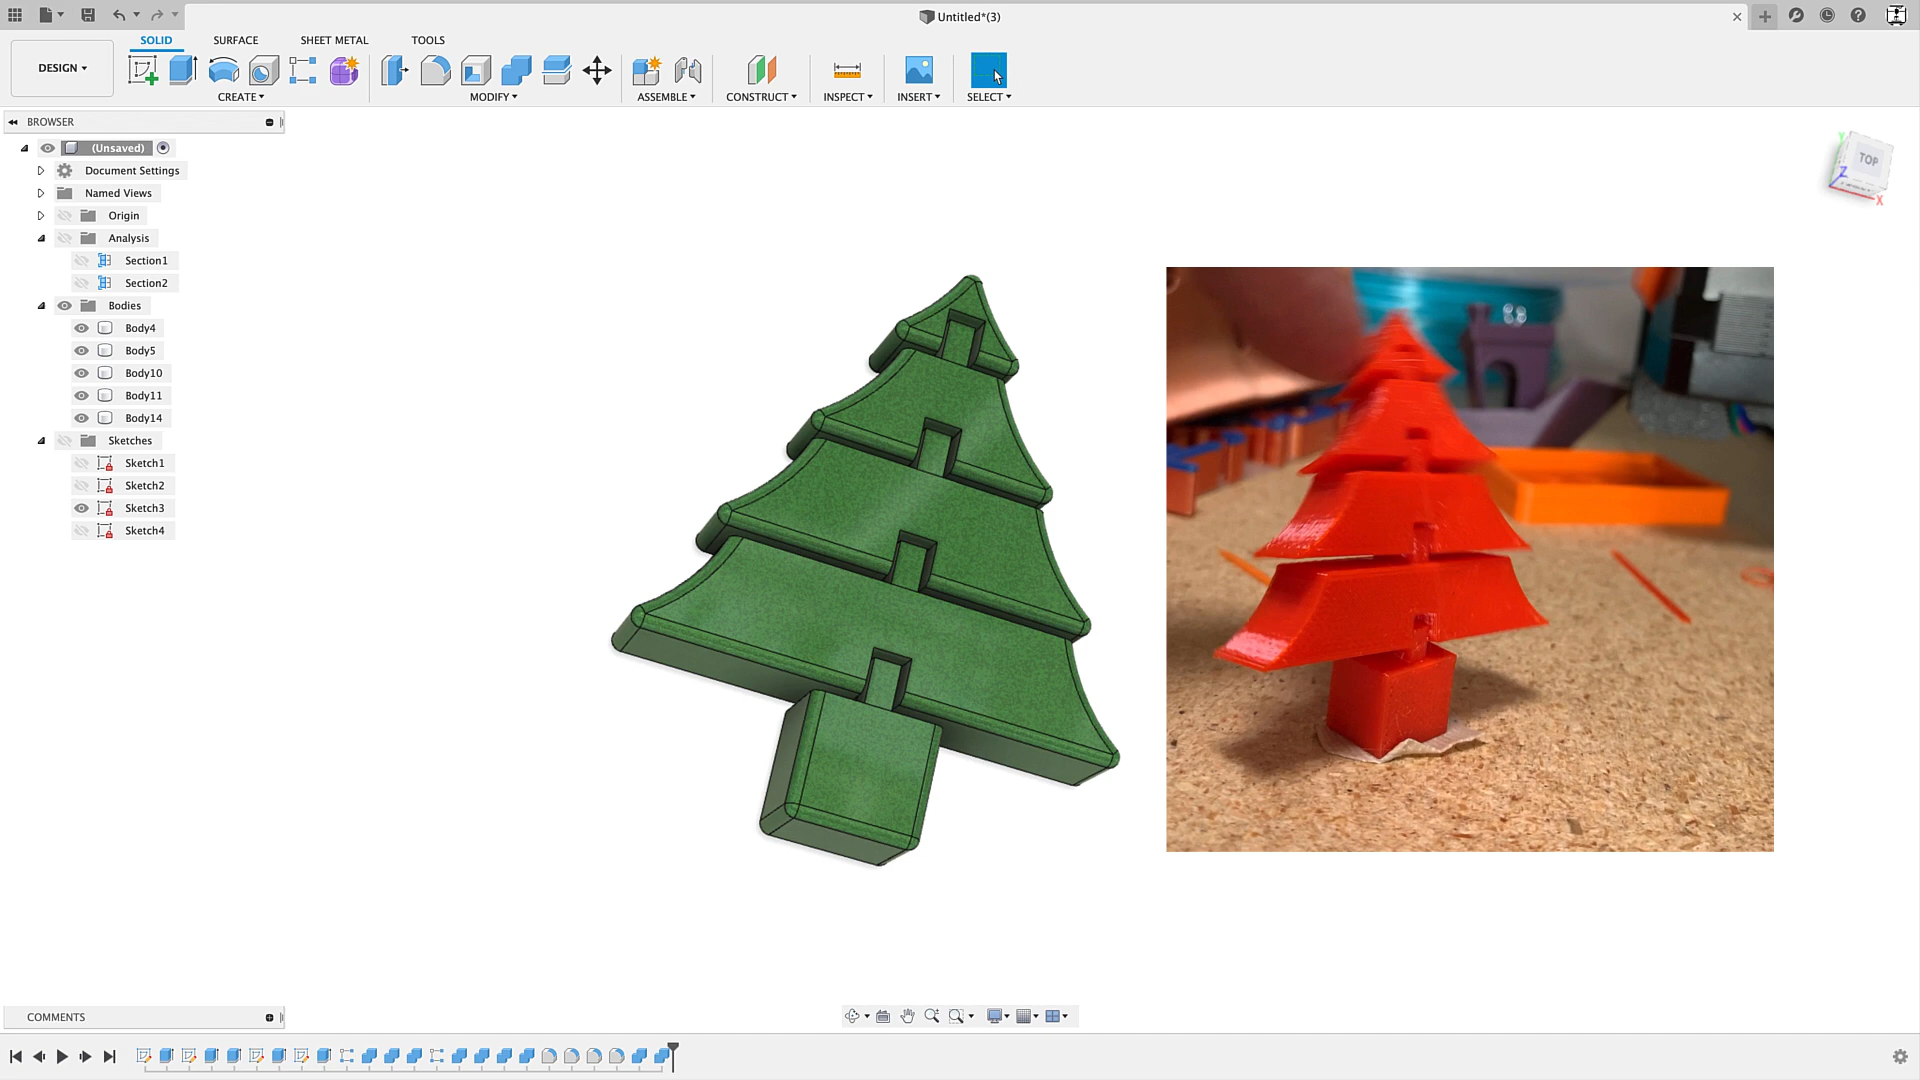 Untitled*(3)
DESIGN
SOLID
SURFACE
SHEET METAL
TOOLS
CREATE
MODIFY
ASSEMBLE
CONSTRUCT
INSPECT
INSERT
SELECT
BROWSER
(Unsaved)
Document Settings
Named Views
Origin
Analysis
Section1
Section2
Bodies
Body4
Body5
Body10
Body11
Body14
Sketches
Sketch1
Sketch2
Sketch3
Sketch4
Y
TOP
Z
X
COMMENTS